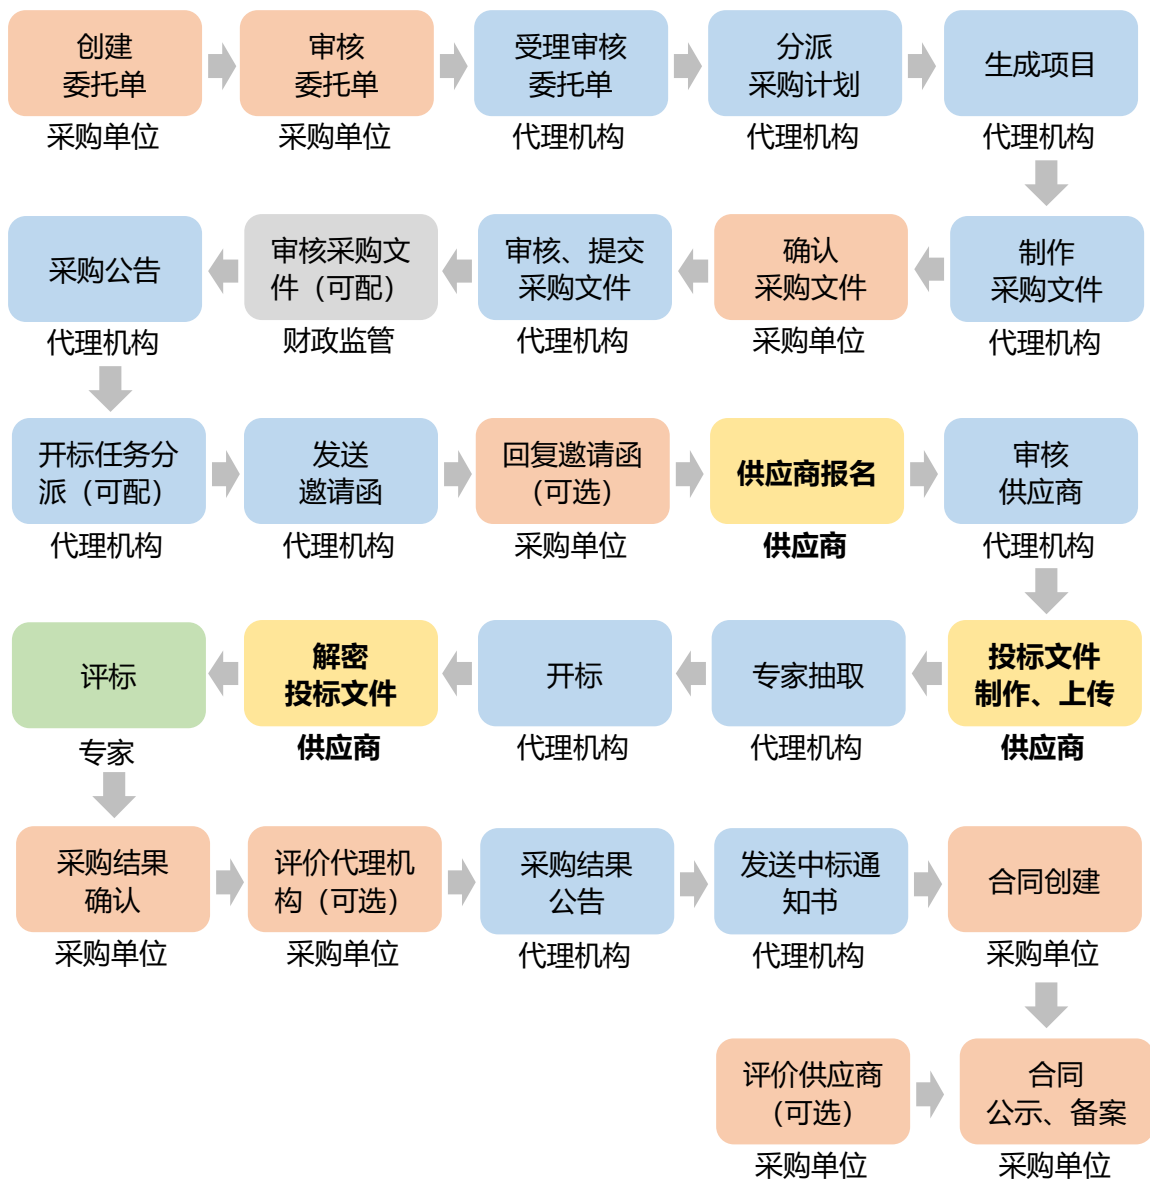 创建
委托单
采购单位
审核
委托单
采购单位
受理审核
委托单
代理机构
分派
采购计划
代理机构
生成项目
代理机构
制作
采购文件
代理机构
确认
采购文件
采购单位
审核、提交
采购文件
代理机构
审核采购文
件（可配）
财政监管
采购公告
代理机构
开标任务分
派（可配）
代理机构
发送
邀请函
代理机构
回复邀请函
（可选）
采购单位
供应商报名
供应商
审核
供应商
代理机构
投标文件
制作、上传
供应商
专家抽取
代理机构
开标
代理机构
解密
投标文件
供应商
评标
专家
采购结果
确认
采购单位
评价代理机
构（可选）
采购单位
采购结果
公告
代理机构
发送中标通
知书
代理机构
合同创建
采购单位
评价供应商
（可选）
采购单位
合同
公示、备案
采购单位